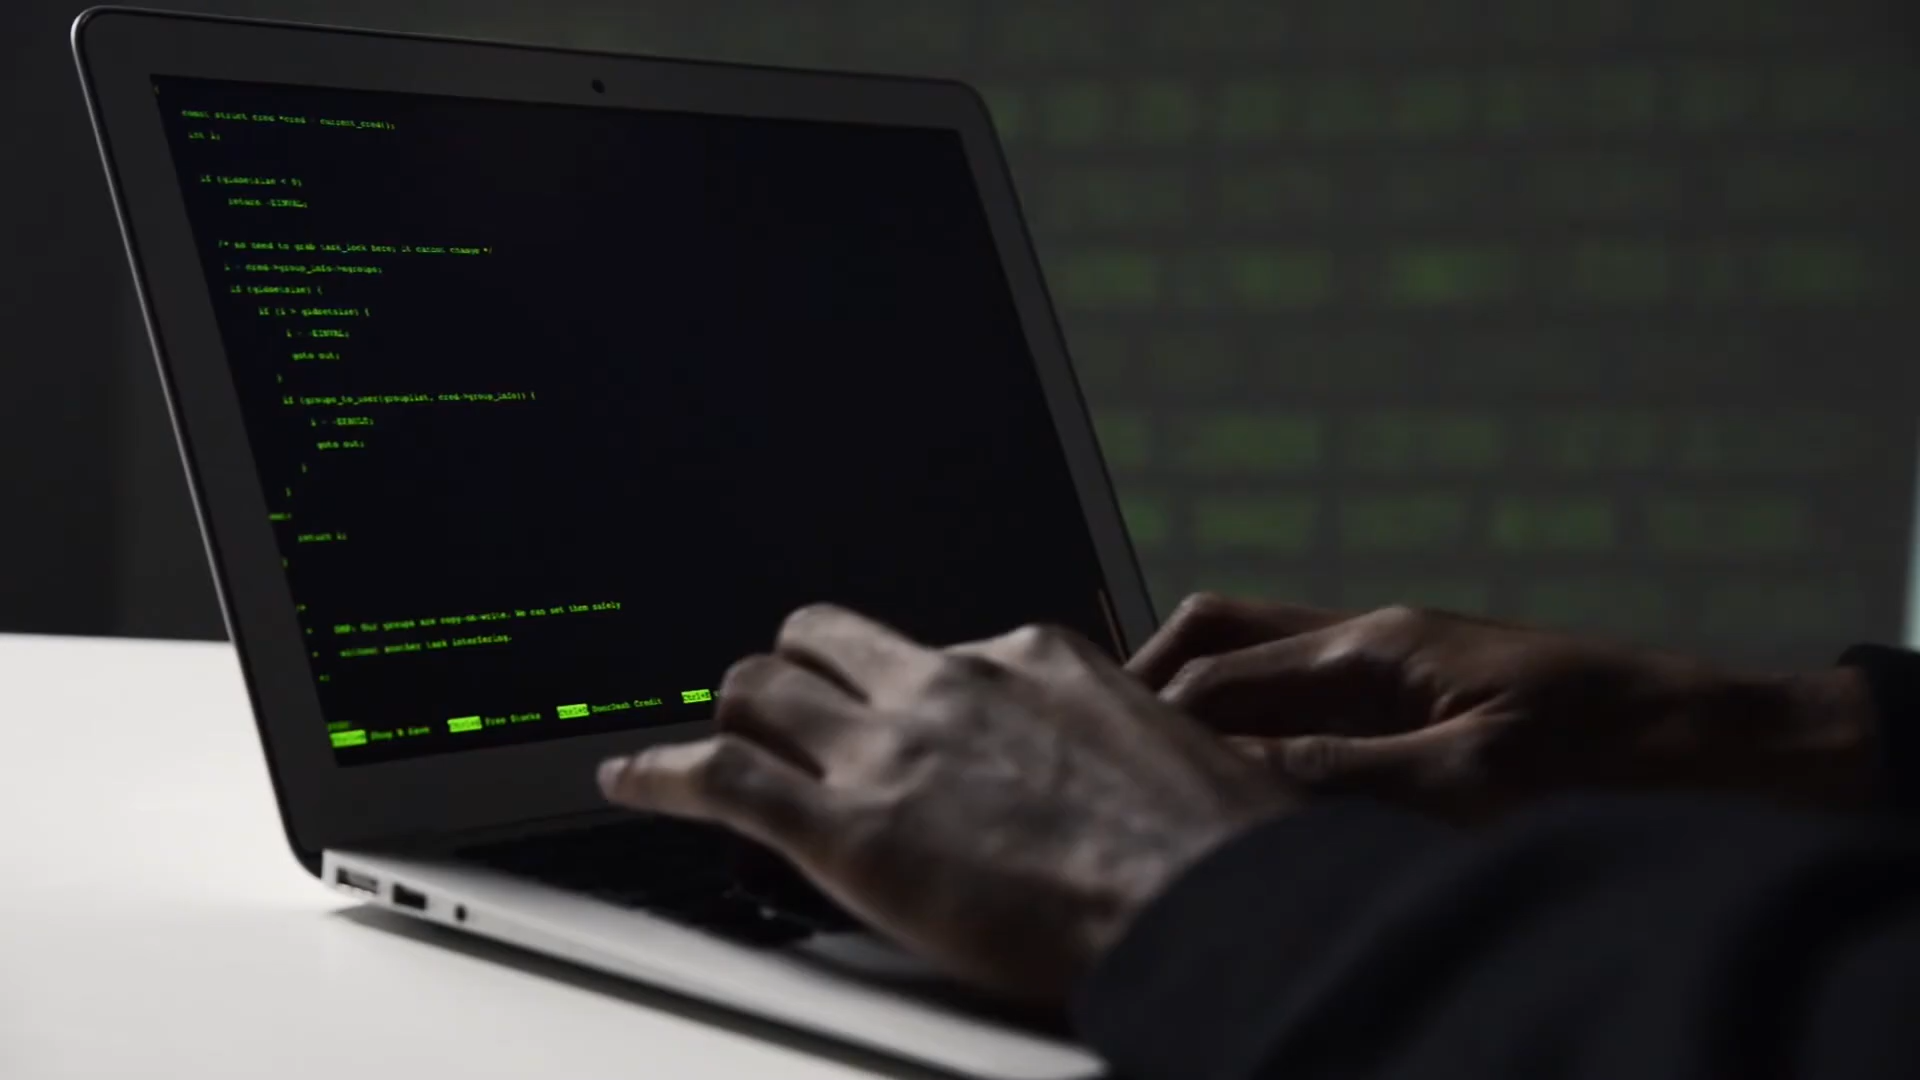 {
const struct cred *cred = current_cred();
int i;
if (gidsetsize < 0)
return -EINVAL;
/* no need to grab task_lock here; it cannot change */
i = cred->group_info->ngroups;
if (gidsetsize) {
if (i > gidsetsize) {
i = -EINVAL;
goto out;
}
if (groups_to_user(grouplist, cred->group_info)) {
i = -EFAULT;
goto out;
}
}
out:
return i;
}
/*
* SMP: Our groups are copy-on-write. We can set them safely
* without another task interfering.
*/
Shop & Save Free Stocks DoorDash Credit